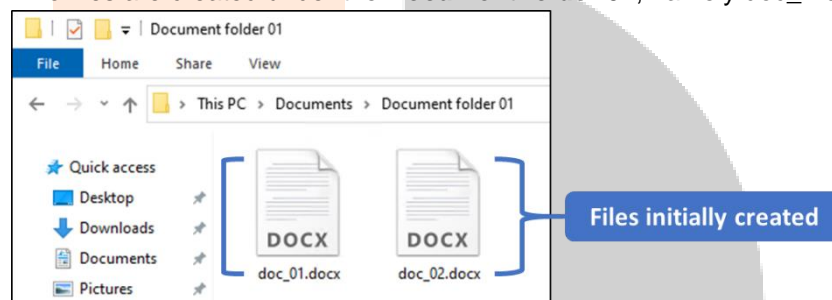 Document folder 01
File Home Share View
This PC > Documents > Document folder 01
Quick access
Desktop
Downloads
Documents
Pictures
DOCX DOCX
doc_01.docx doc_02.docx
Files initially created